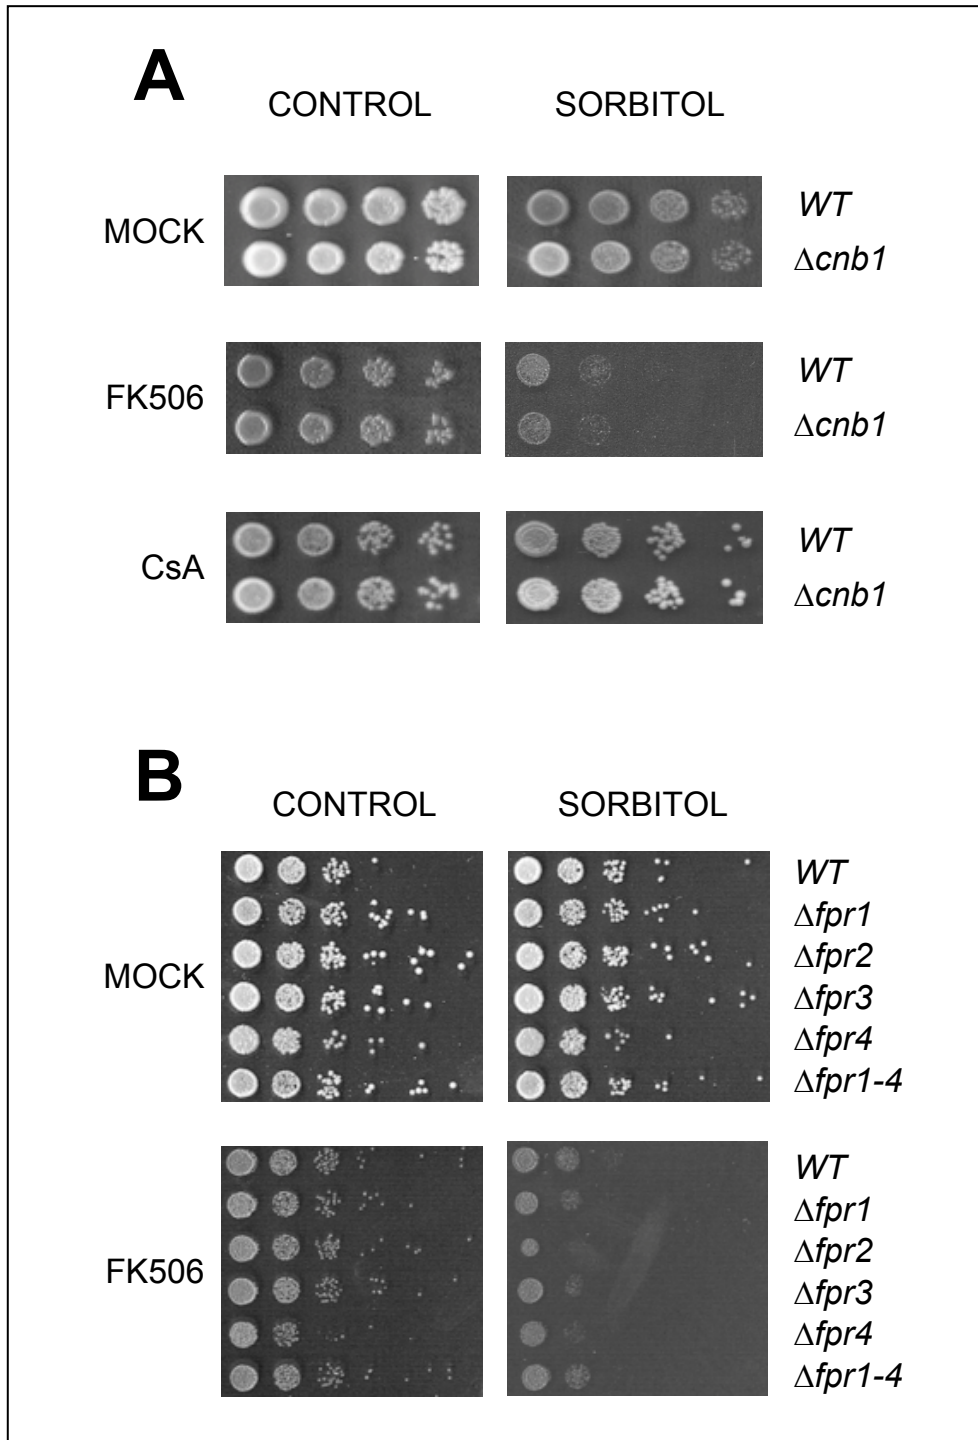 A
CONTROL SORBITOL
MOCK WT
Δcnb1
FK506 WT
Δcnb1
CsA WT
Δcnb1
B
CONTROL SORBITOL
MOCK WT
Δfpr1
Δfpr2
Δfpr3
Δfpr4
Δfpr1-4
FK506 WT
Δfpr1
Δfpr2
Δfpr3
Δfpr4
Δfpr1-4